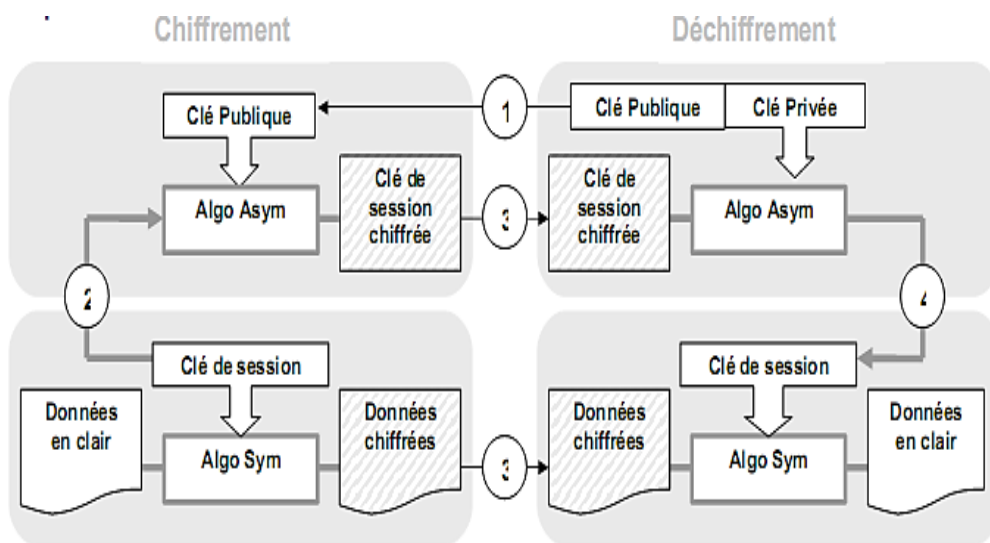 Chiffrement
Déchiffrement
Clé Publique
1
Clé Publique
Clé Privée
Algo Asym
Clé de
session
chiffrée
3
Clé de
session
chiffrée
Algo Asym
2
4
Clé de session
Clé de session
Données
en clair
Algo Sym
Données
chiffrées
3
Données
chiffrées
Algo Sym
Données
en clair